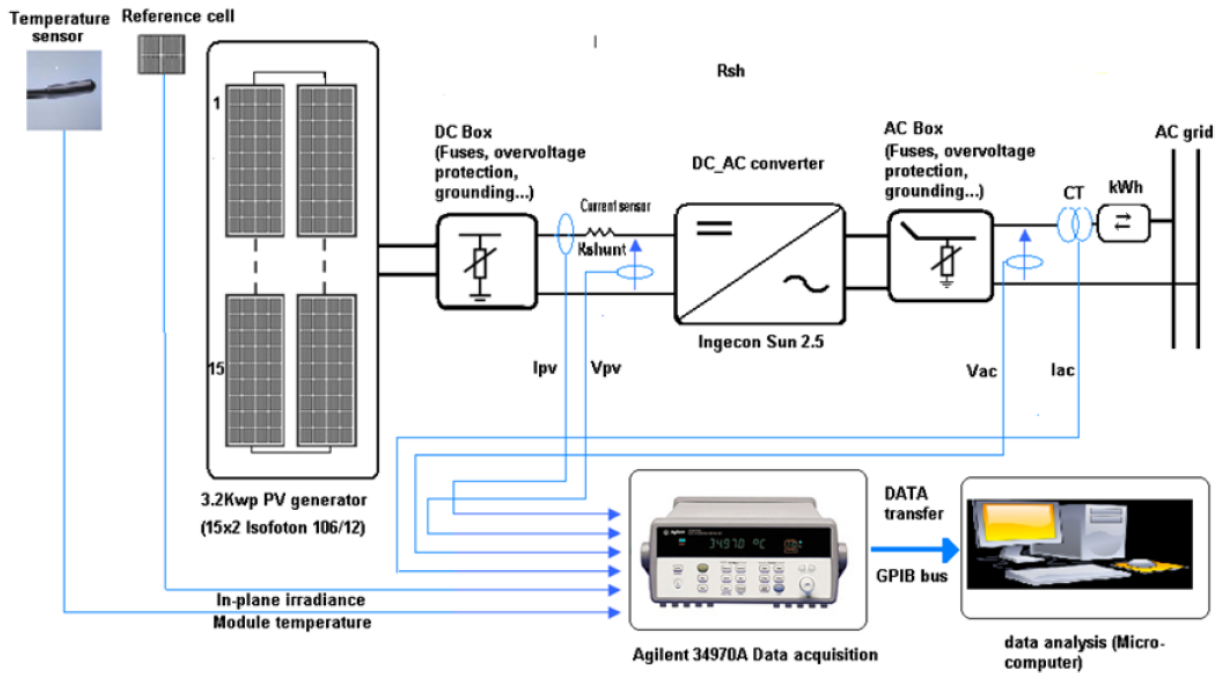 Temperature
sensor
Reference cell
Rsh
1
15
DC Box
(Fuses, overvoltage
protection,
grounding...)
Current sensor
Kshunt
DC_AC converter
Ingecon Sun 2.5
AC Box
(Fuses, overvoltage
protection,
grounding...)
CT
kWh
AC grid
Ipv
Vpv
Vac
Iac
3.2Kwp PV generator
(15x2 Isofoton 106/12)
In-plane irradiance
Module temperature
Agilent
34970 °C
Agilent 34970A Data acquisition
DATA
transfer
GPIB bus
data analysis (Micro-
computer)